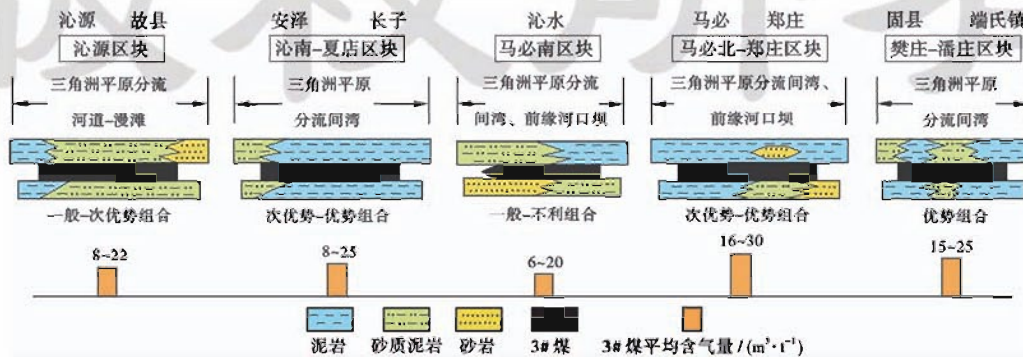 沁源 故县 安泽 长子 沁水 马必 郑庄 固县 端氏镇
沁源区块 沁南-夏店区块 马必南区块 马必北-郑庄区块 樊庄-潘庄区块
三角洲平原分流 三角洲平原 三角洲平原分流 三角洲平原分流间湾、 三角洲平原
河道-漫滩 分流间湾 间湾、前缘河口坝 前缘河口坝 分流间湾
一般-次优势组合 次优势-优势组合 一般-不利组合 次优势-优势组合 优势组合
8~22 8~25 6~20 16~30 15~25
泥岩 砂质泥岩 砂岩 3#煤 3#煤平均含气量/(m³·t⁻¹)